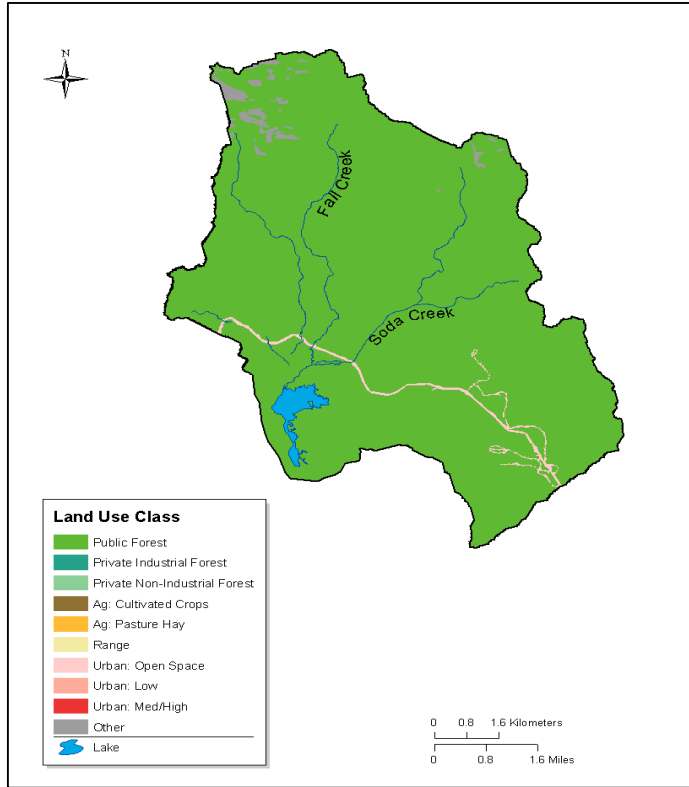 N
Fall Creek
Soda Creek
Land Use Class
Public Forest
Private Industrial Forest
Private Non-Industrial Forest
Ag: Cultivated Crops
Ag: Pasture Hay
Range
Urban: Open Space
Urban: Low
Urban: Med/High
Other
Lake
0 0.8 1.6 Kilometers
0 0.8 1.6 Miles